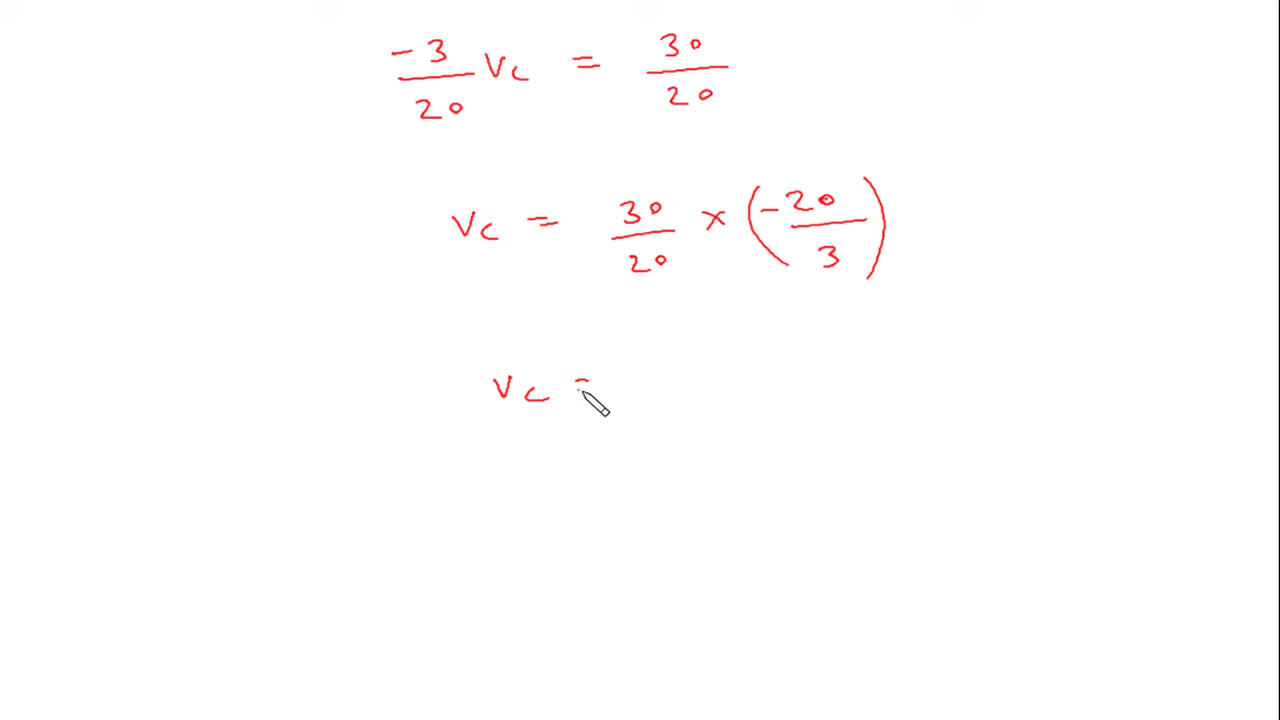 -3/20 Vc = 30/20
Vc = 30/20 × (-20/3)
Vc =